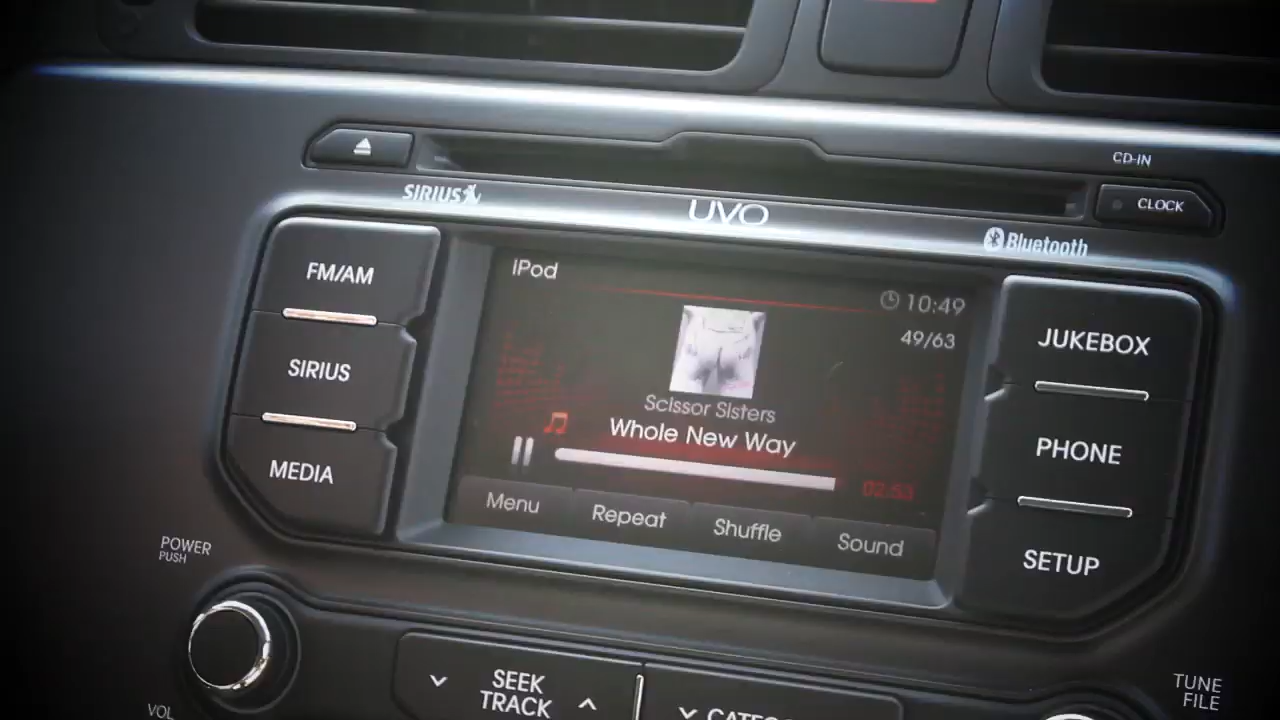 CD-IN
CLOCK
SIRIUS
UVO
Bluetooth
FM/AM
SIRIUS
MEDIA
iPod
10:49
49/63
Scissor Sisters
Whole New Way
02:53
Menu
Repeat
Shuffle
Sound
JUKEBOX
PHONE
SETUP
POWER
PUSH
VOL
SEEK
TRACK
TUNE
FILE